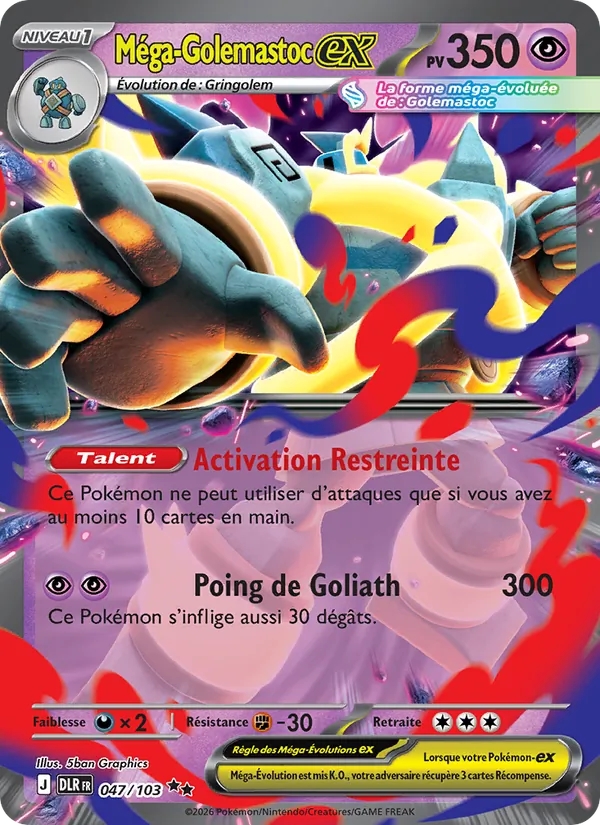 NIVEAU 1
Méga-Golemastoc ex
PV 350
Évolution de : Gringolem
La forme méga-évoluée
de : Golemastoc
Talent Activation Restreinte
Ce Pokémon ne peut utiliser d'attaques que si vous avez
au moins 10 cartes en main.
Poing de Goliath 300
Ce Pokémon s'inflige aussi 30 dégâts.
Faiblesse ×2 Résistance -30 Retraite
Illus. 5ban Graphics
J DLR FR 047/103
Règle des Méga-Évolutions ex
Lorsque votre Pokémon-ex
Méga-Évolution est mis K.O., votre adversaire récupère 3 cartes Récompense.
©2026 Pokémon/Nintendo/Creatures/GAME FREAK